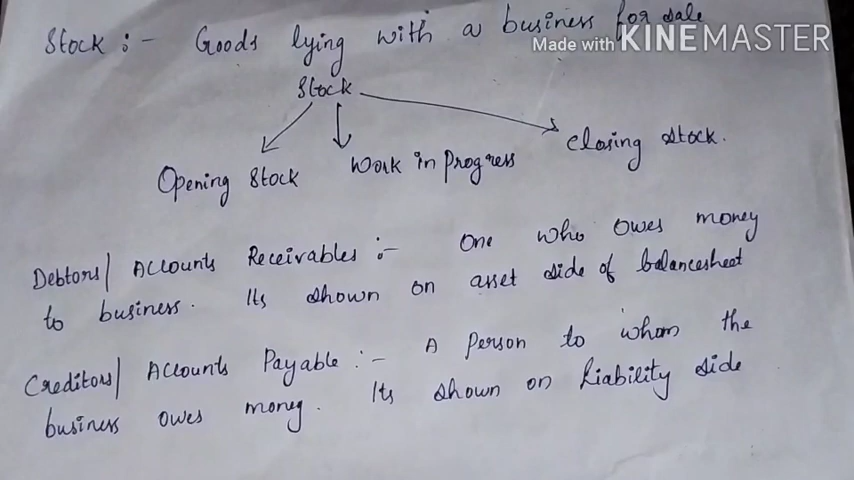 Stock :- Goods lying with a business for sale
Made with KINEMASTER
Stock
Opening Stock Work in Progress Closing Stock.
Debtors/ Accounts Receivables :- One who owes money
to business. Its shown on asset side of balancesheet
Creditors/ Accounts Payable :- A Person to whom the
business owes money. Its shown on Liability side